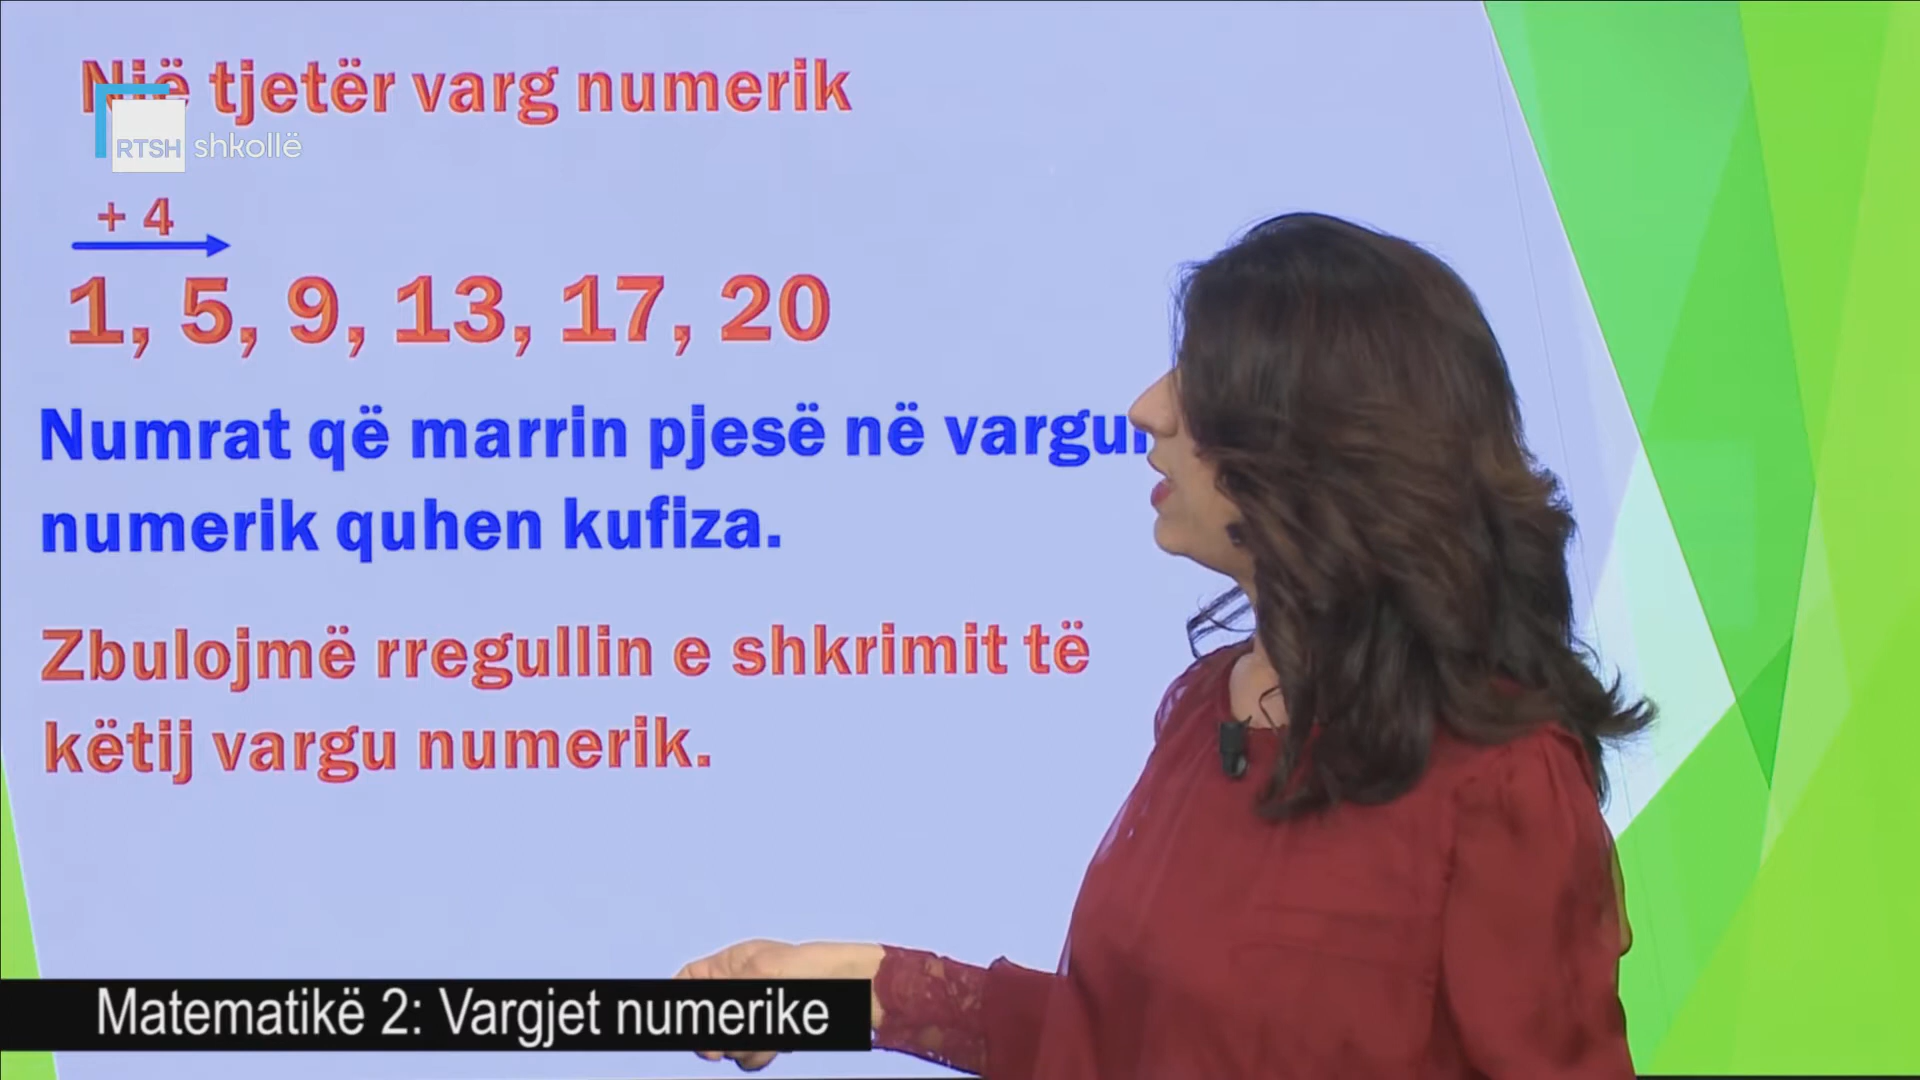 Një tjetër varg numerik
RTSH shkollë
+ 4
1, 5, 9, 13, 17, 20
Numrat që marrin pjesë në
numerik quhen kufiza.
Zbulojmë rregullin e shkrimit të
këtij vargu numerik.
Matematikë 2: Vargjet numerike